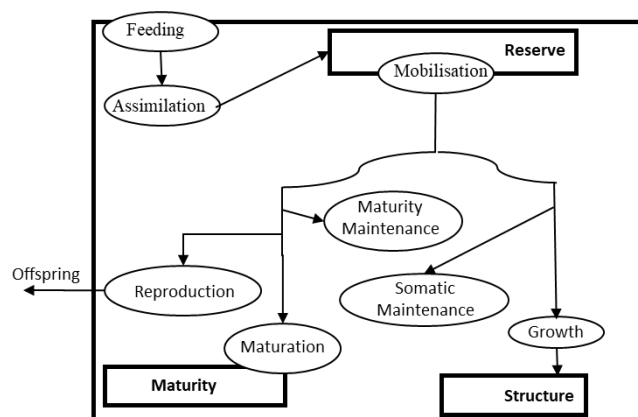 Feeding
Reserve
Mobilisation
Assimilation
Maturity
Maintenance
Offspring
Reproduction
Somatic
Maintenance
Growth
Maturation
Maturity
Structure